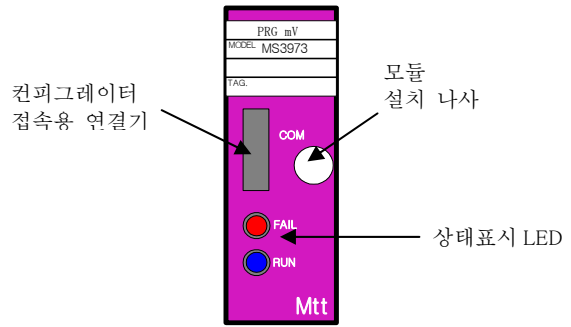 PRG mV
MODEL MS3973
TAG.
컨피그레이터
접속용 연결기
COM
모듈
설치 나사
FAIL
상태표시 LED
RUN
Mtt